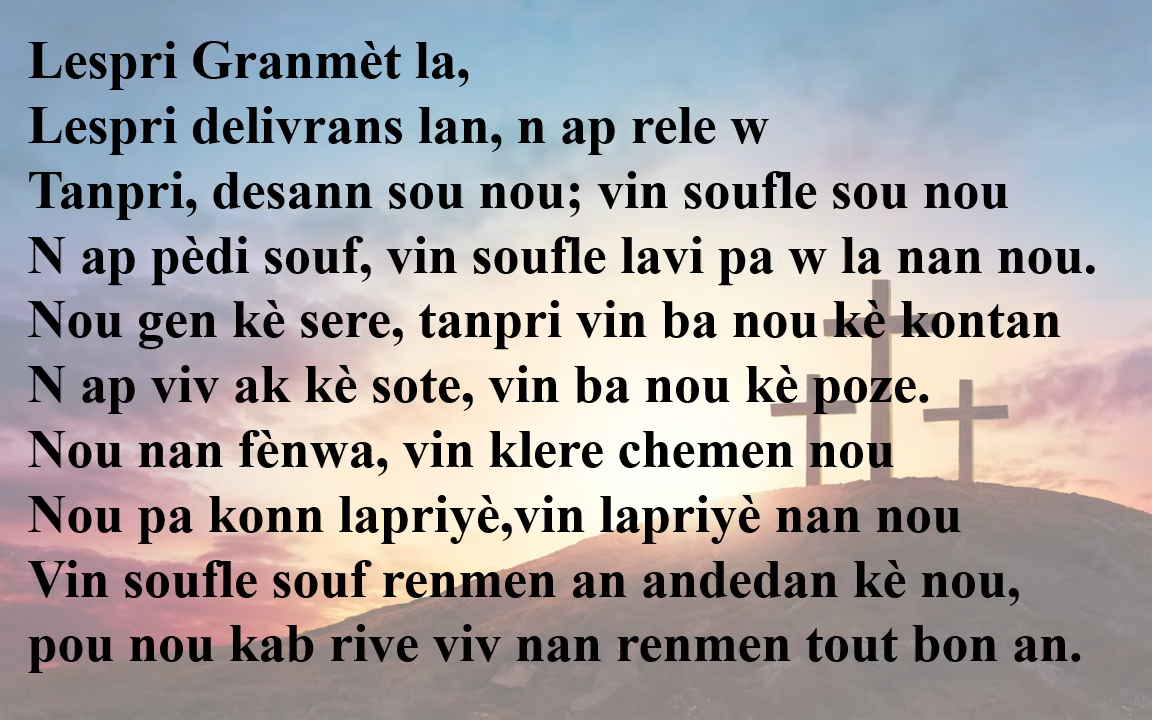 Lespri Granmèt la,
Lespri delivrans lan, n ap rele w
Tanpri, desann sou nou; vin soufle sou nou
N ap pèdi souf, vin soufle lavi pa w la nan nou.
Nou gen kè sere, tanpri vin ba nou kè kontan
N ap viv ak kè sote, vin ba nou kè poze.
Nou nan fènwa, vin klere chemen nou
Nou pa konn lapriyè,vin lapriyè nan nou
Vin soufle souf renmen an andedan kè nou,
pou nou kab rive viv nan renmen tout bon an.